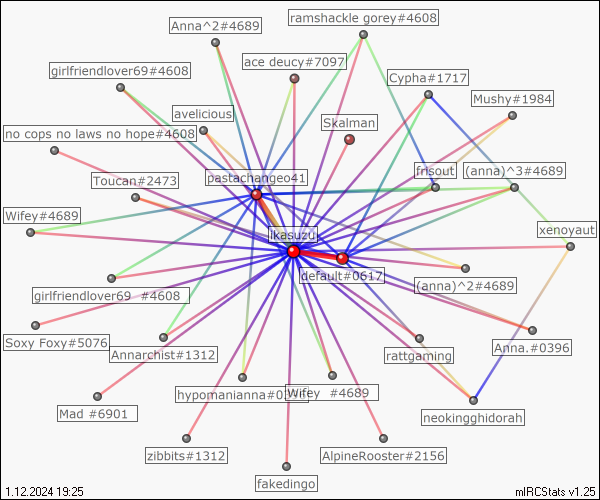 ramshackle gorey#4608
Anna^2#4689
ace deucy#7097
girlfriendlover69#4608
Cypha#1717
Mushy#1984
avelicious
Skalman
no cops no laws no hope#4608
frisout
(anna)^3#4689
pastachangeo41
Toucan#2473
Wifey#4689
xenoyaut
ikasuzu
default#0617
(anna)^2#4689
girlfriendlover69 #4608
Soxy Foxy#5076
Annarchist#1312
rattgaming
Anna.#0396
hypomanianna#0
Wifey #4689
Mad #6901
neokingghidorah
zibbits#1312
AlpineRooster#2156
fakedingo
1.12.2024 19:25
mIRCStats v1.25